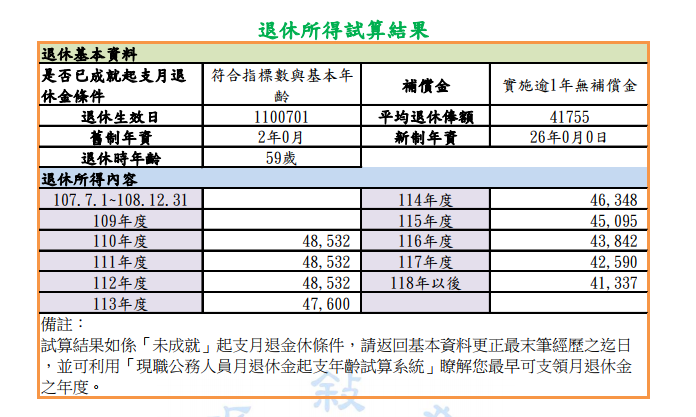 退休所得試算結果
退休基本資料
是否已成就起支月退休金條件 符合指標數與基本年齡 補償金 實施逾1年無補償金
退休生效日 1100701 平均退休俸額 41755
舊制年資 2年0月 新制年資 26年0月0日
退休時年齡 59歲
退休所得內容
107.7.1~108.12.31 114年度 46,348
109年度 115年度 45,095
110年度 48,532 116年度 43,842
111年度 48,532 117年度 42,590
112年度 48,532 118年以後 41,337
113年度 47,600
備註：
試算結果如係「未成就」起支月退金休條件，請返回基本資料更正最末筆經歷之迄日
，並可利用「現職公務人員月退休金起支年齡試算系統」瞭解您最早可支領月退休金
之年度。
敍